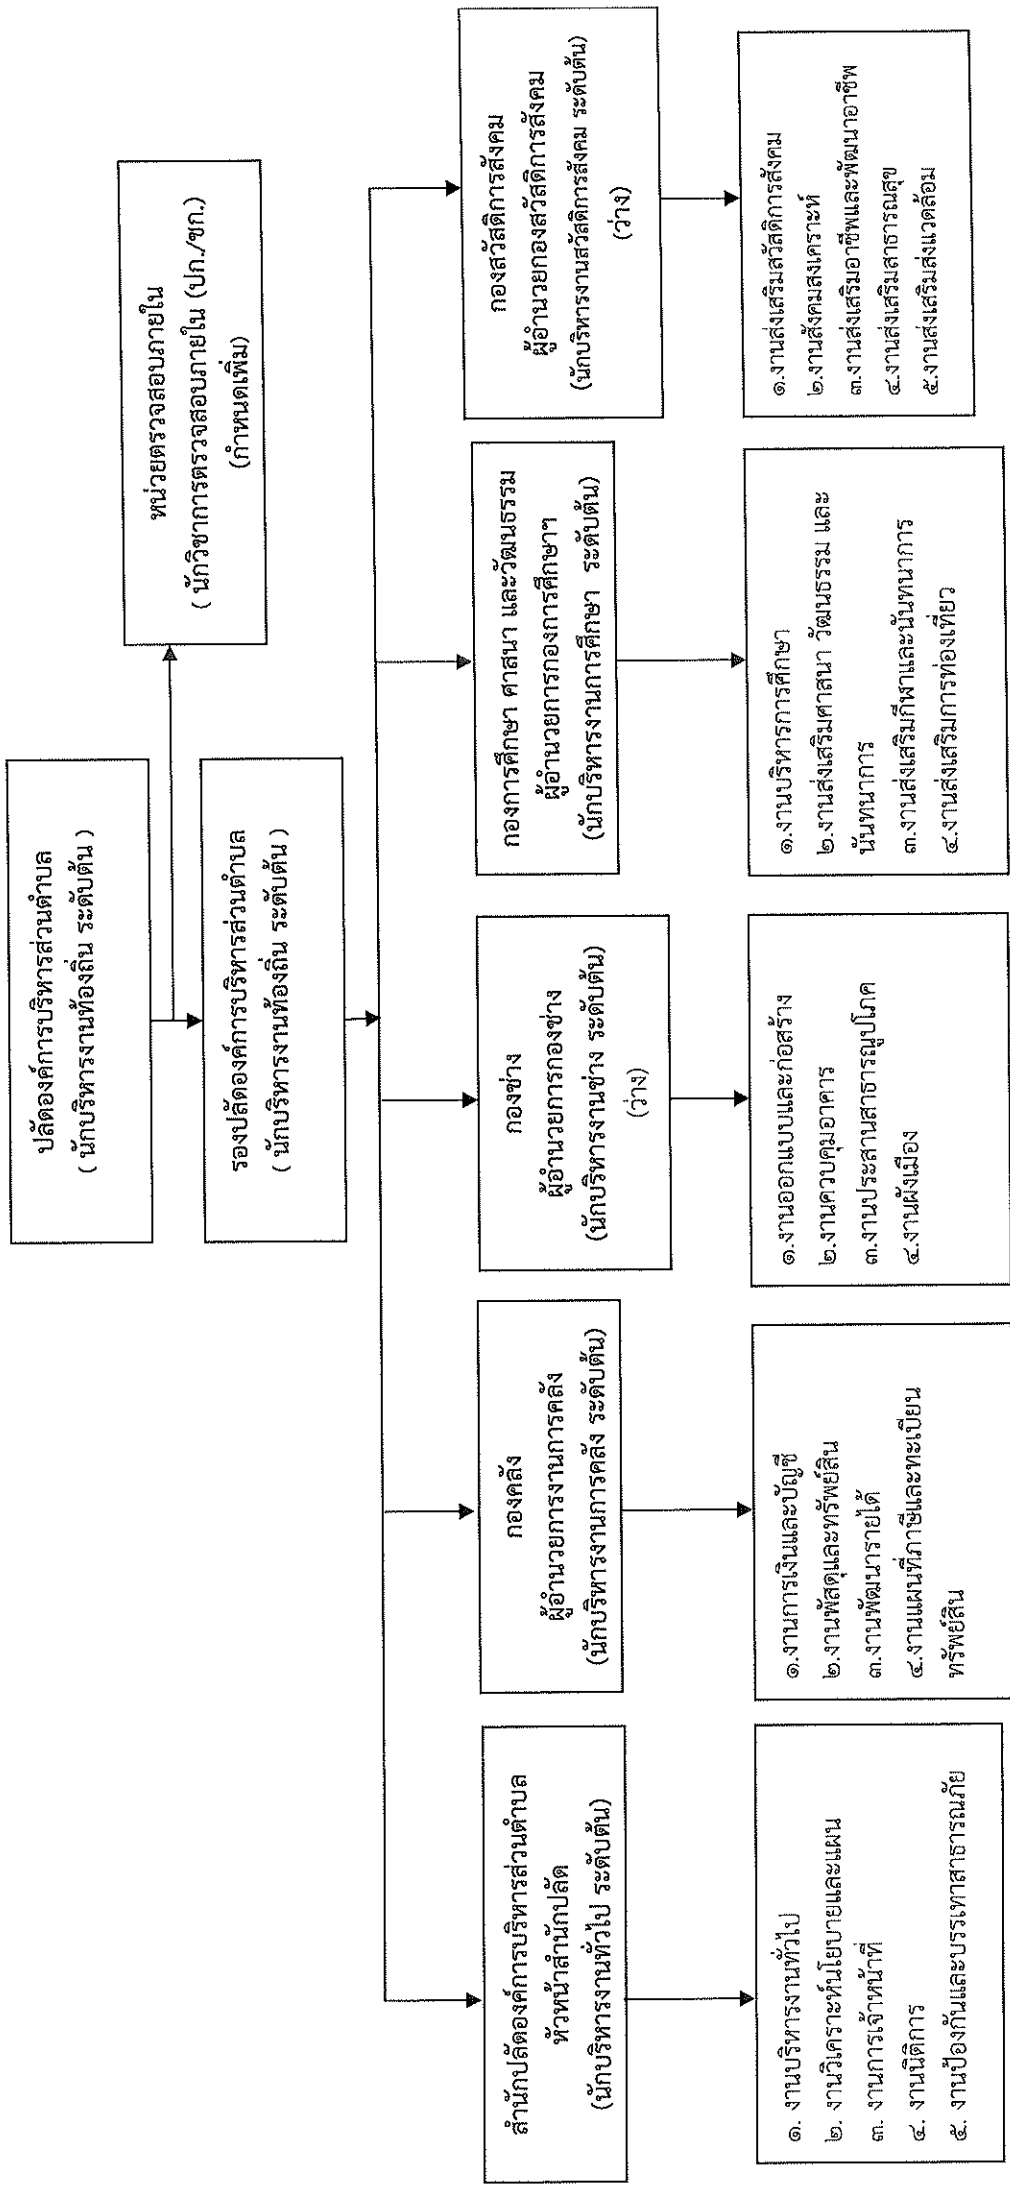 ปลัดองค์การบริหารส่วนตำบล
( นักบริหารงานท้องถิ่น ระดับต้น )
หน่วยตรวจสอบภายใน
( นักวิชาการตรวจสอบภายใน (ปก./ชก.)
(กำหนดเพิ่ม)
รองปลัดองค์การบริหารส่วนตำบล
( นักบริหารงานท้องถิ่น ระดับต้น )
สำนักปลัดองค์การบริหารส่วนตำบล
หัวหน้าสำนักปลัด
(นักบริหารงานทั่วไป ระดับต้น)
กองคลัง
ผู้อำนวยการงานการคลัง
(นักบริหารงานการคลัง ระดับต้น)
กองช่าง
ผู้อำนวยการกองช่าง
(นักบริหารงานช่าง ระดับต้น)
(ว่าง)
กองการศึกษา ศาสนา และวัฒนธรรม
ผู้อำนวยการกองการศึกษาฯ
(นักบริหารงานการศึกษา ระดับต้น)
กองสวัสดิการสังคม
ผู้อำนวยกองสวัสดิการสังคม
(นักบริหารงานสวัสดิการสังคม ระดับต้น)
(ว่าง)
๑. งานบริหารงานทั่วไป
๒. งานวิเคราะห์นโยบายและแผน
๓. งานการเจ้าหน้าที่
๔. งานนิติการ
๕. งานป้องกันและบรรเทาสาธารณภัย
๑.งานการเงินและบัญชี
๒.งานพัสดุและทรัพย์สิน
๓.งานพัฒนารายได้
๔.งานแผนที่ภาษีและทะเบียน
ทรัพย์สิน
๑.งานออกแบบและก่อสร้าง
๒.งานควบคุมอาคาร
๓.งานประสานสาธารณูปโภค
๔.งานผังเมือง
๑.งานบริหารการศึกษา
๒.งานส่งเสริมศาสนา วัฒนธรรม และ
นันทนาการ
๓.งานส่งเสริมกีฬาและนันทนาการ
๔.งานส่งเสริมการท่องเที่ยว
๑.งานส่งเสริมสวัสดิการสังคม
๒.งานสังคมสงเคราะห์
๓.งานส่งเสริมอาชีพและพัฒนาอาชีพ
๔.งานส่งเสริมสาธารณสุข
๕.งานส่งเสริมส่งแวดล้อม